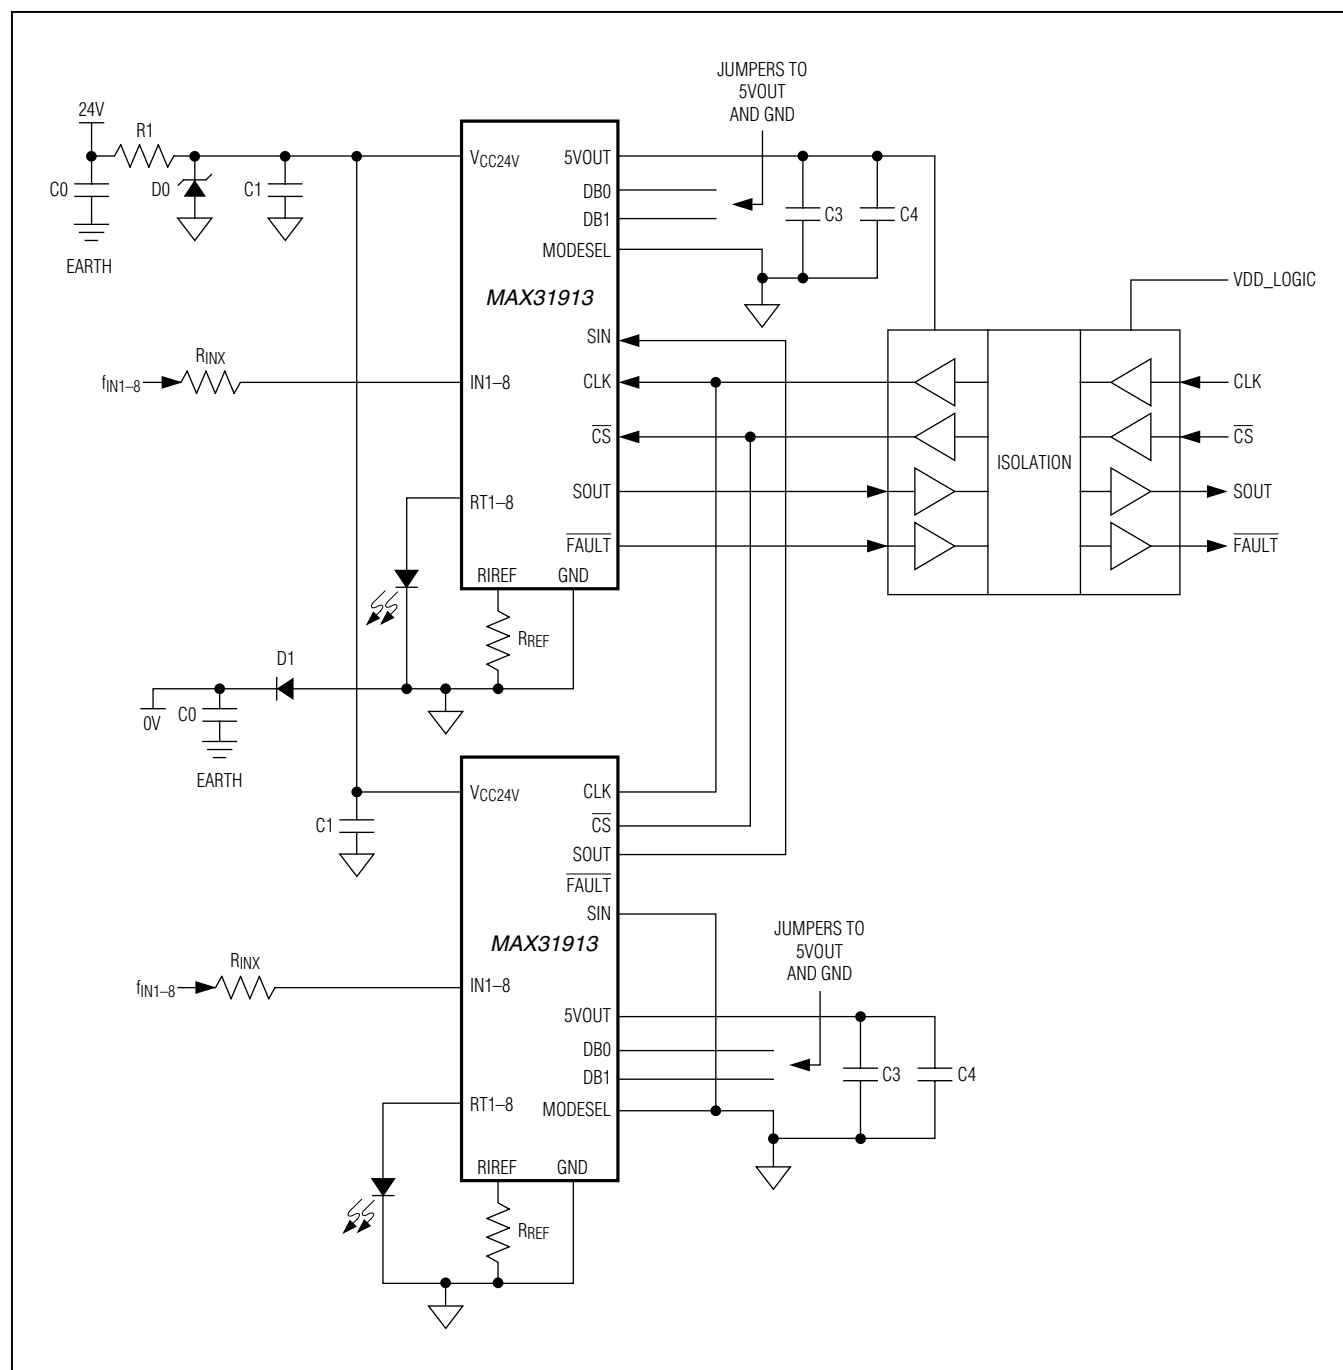 JUMPERS TO
5VOUT
AND GND
24V
R1
C0
D0
C1
EARTH
VCC24V
5VOUT
DB0
DB1
MODESEL
C3
C4
MAX31913
VDD_LOGIC
SIN
fIN1–8
RINX
IN1–8
CLK
CLK
CS
CS
ISOLATION
RT1–8
SOUT
SOUT
FAULT
FAULT
RIREF
GND
RREF
D1
0V
C0
EARTH
VCC24V
C1
CLK
CS
SOUT
FAULT
SIN
MAX31913
JUMPERS TO
5VOUT
AND GND
fIN1–8
RINX
IN1–8
5VOUT
DB0
DB1
C3
C4
RT1–8
MODESEL
RIREF
GND
RREF